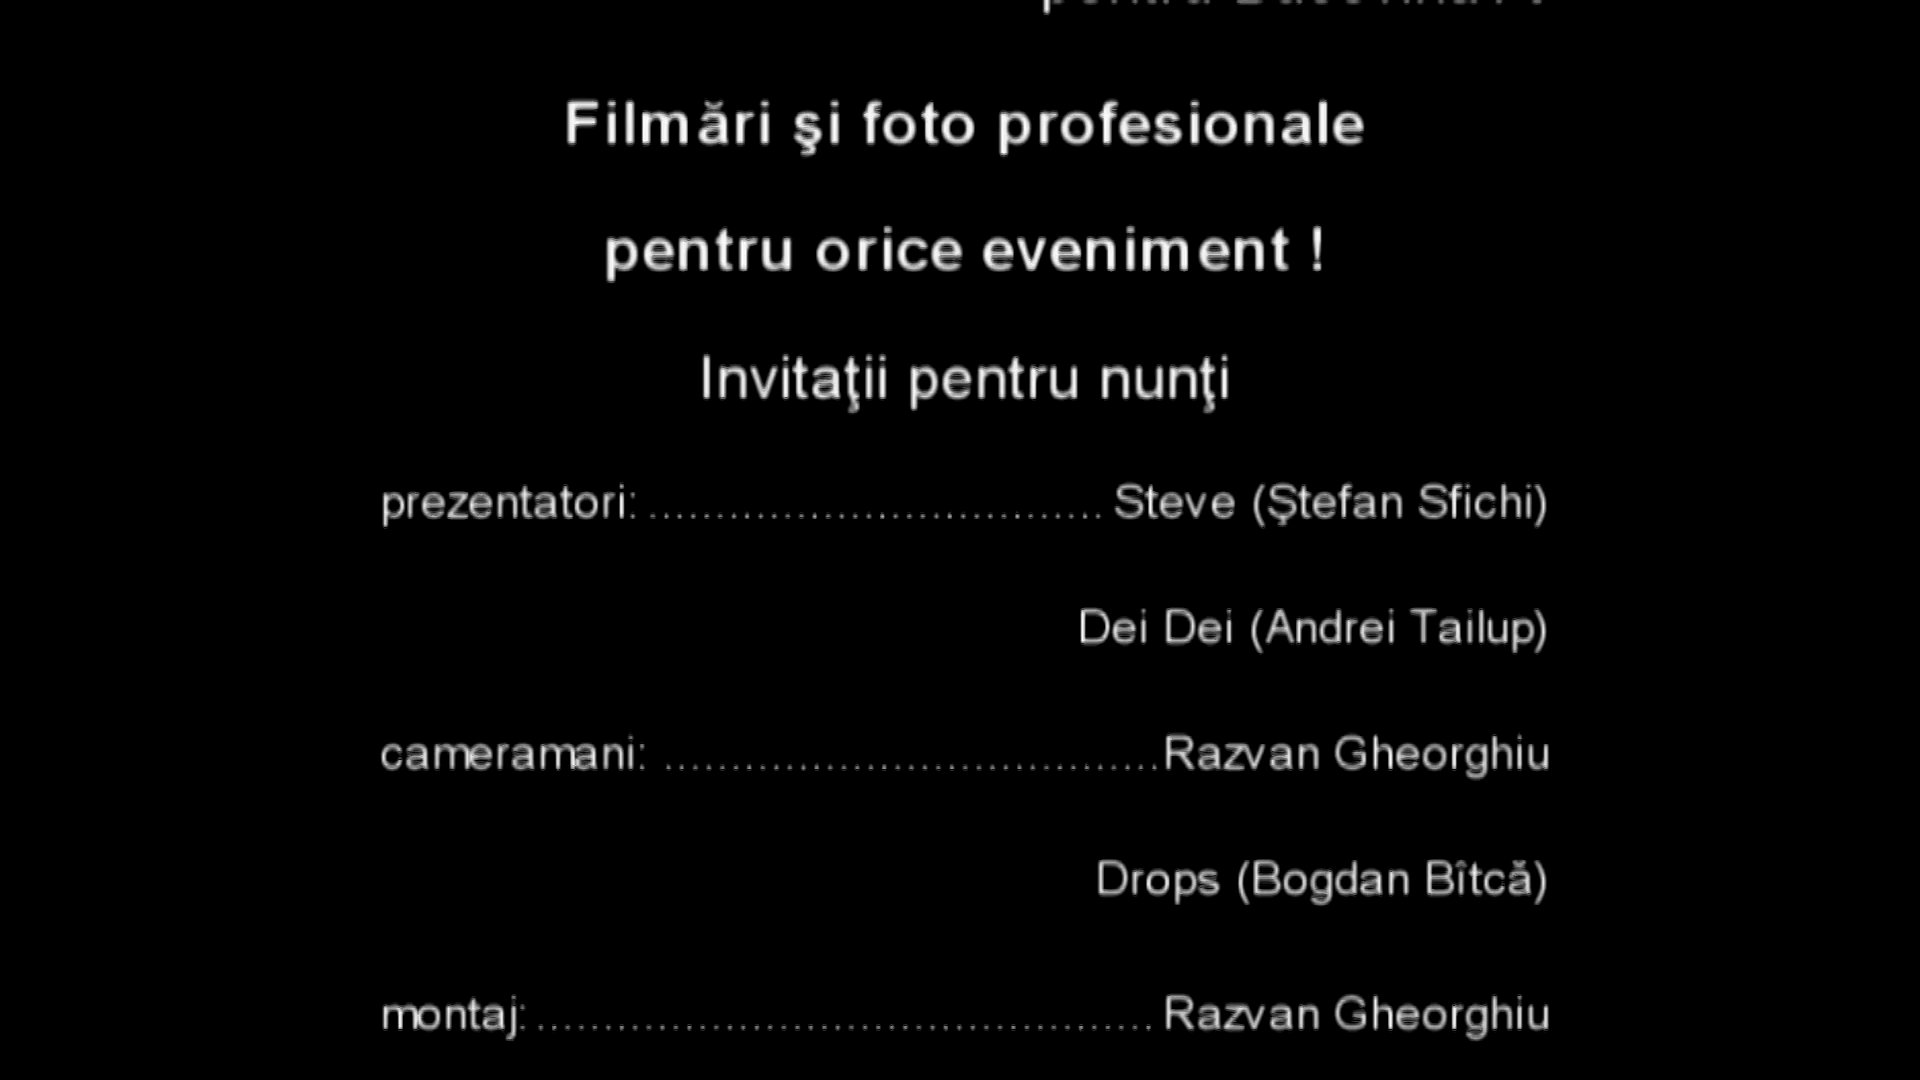 pentru
Filmări şi foto profesionale
pentru orice eveniment !
Invitaţii pentru nunţi
prezentatori: .................................. Steve (Ştefan Sfichi)
Dei Dei (Andrei Tailup)
cameramani: .....................................Razvan Gheorghiu
Drops (Bogdan Bîtcă)
montaj: .............................................. Razvan Gheorghiu